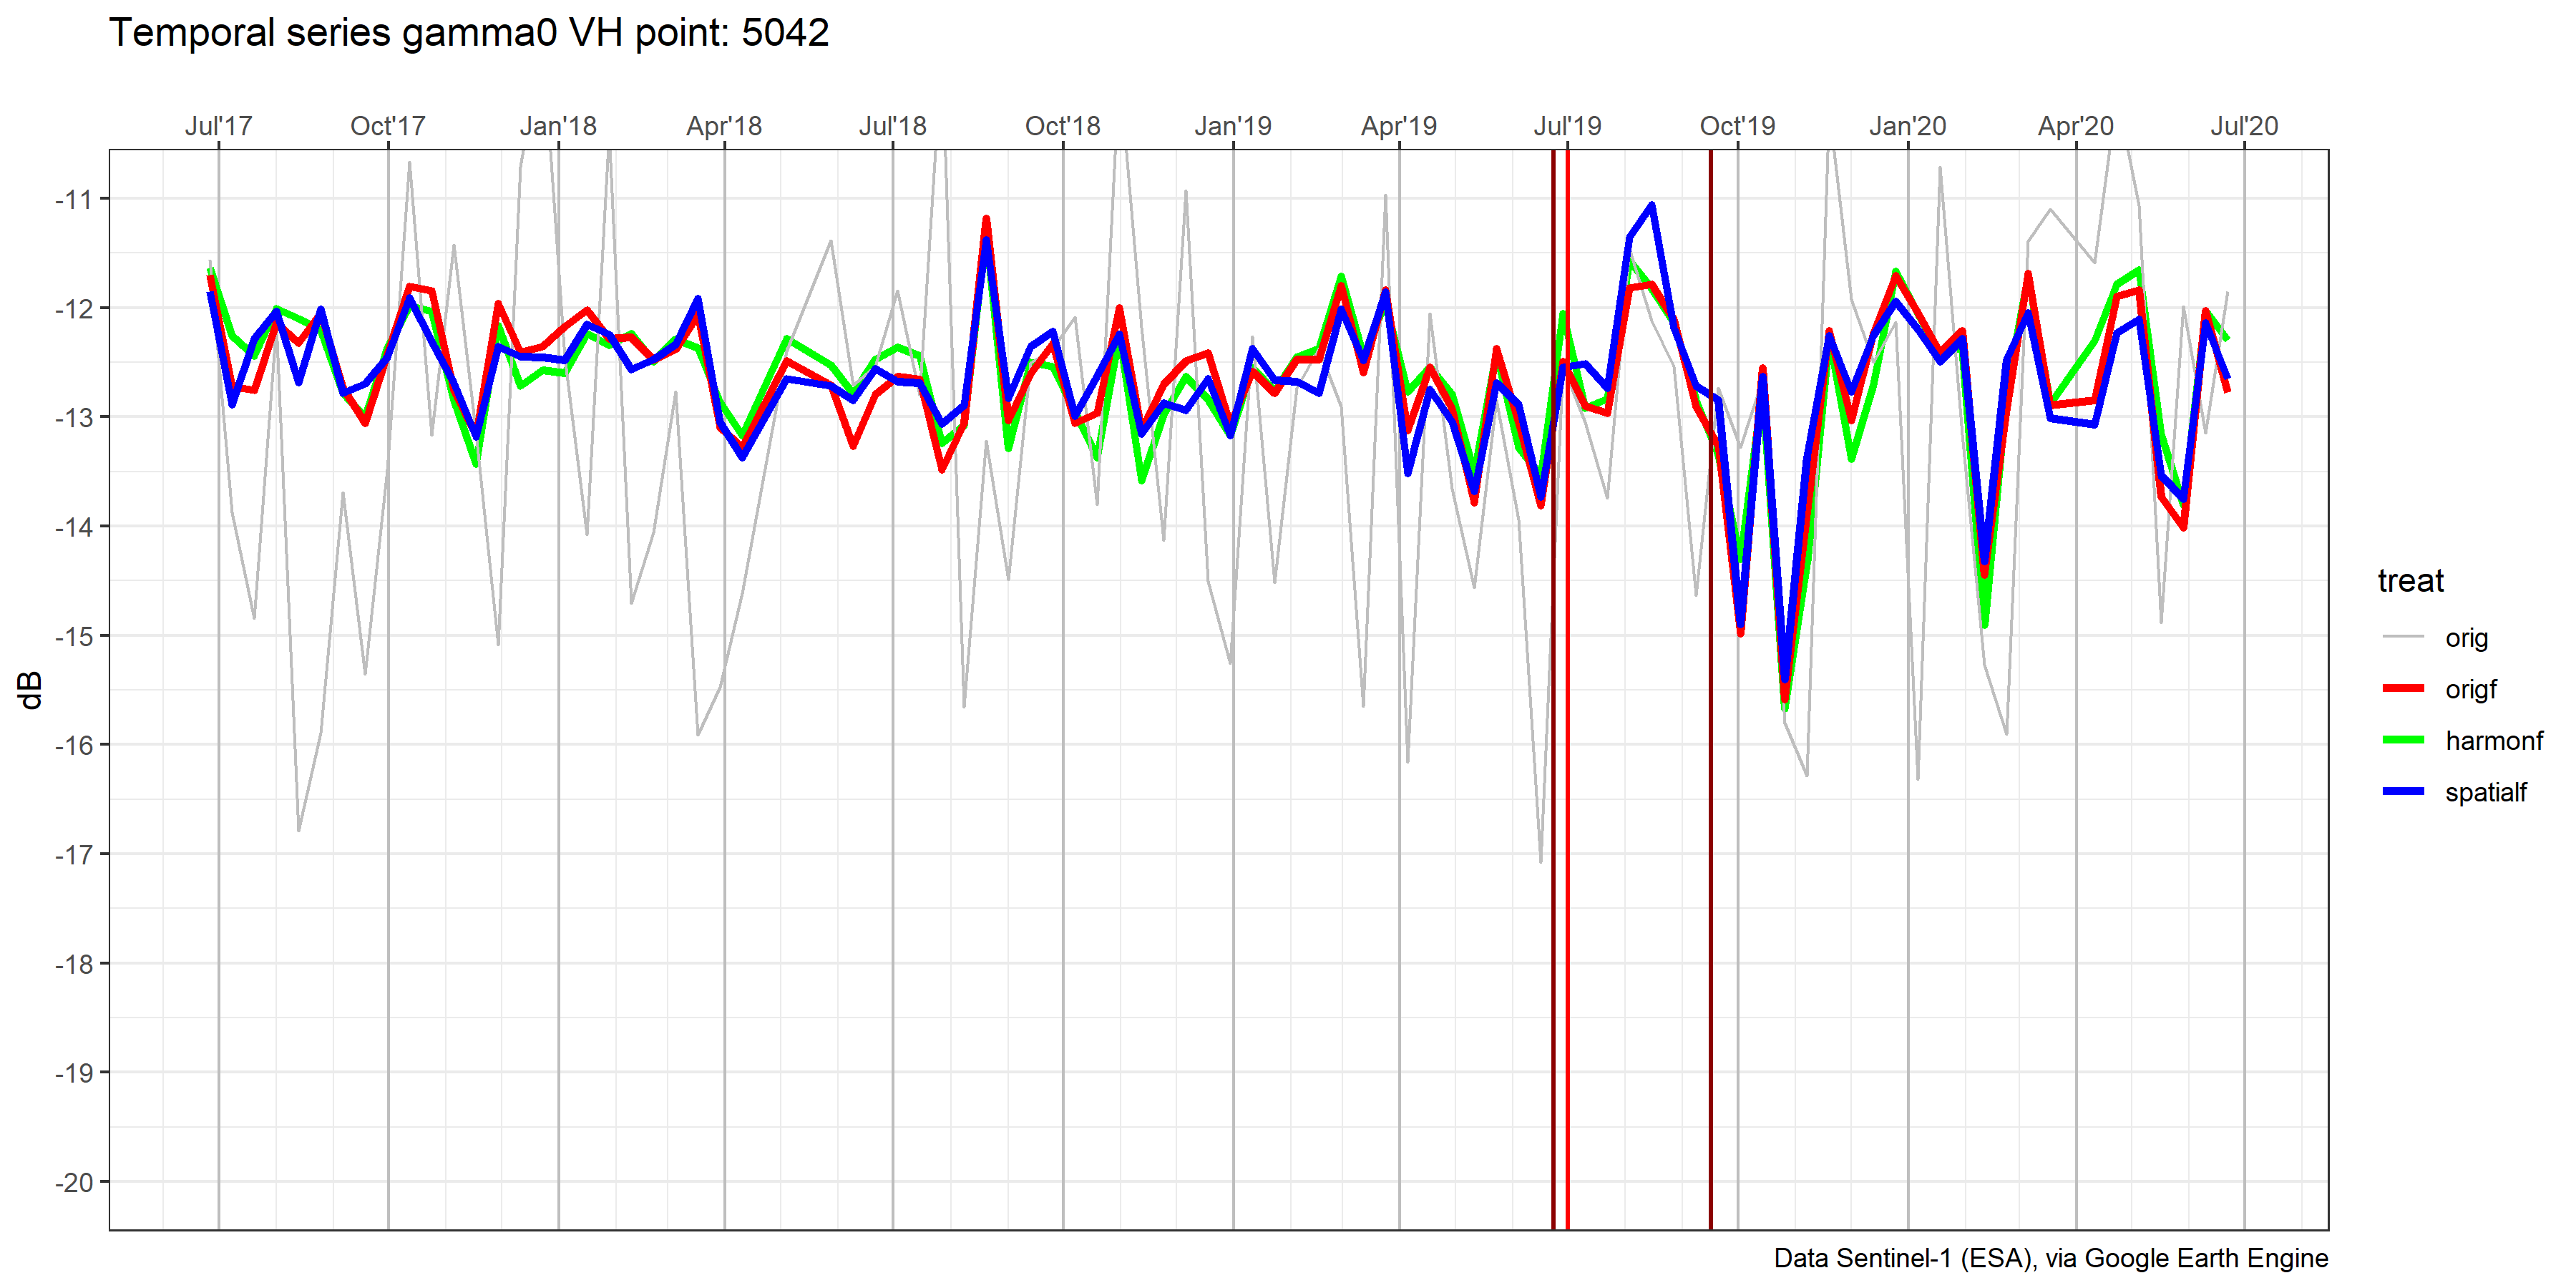 Temporal series gamma0 VH point: 5042
Jul'17 Oct'17 Jan'18 Apr'18 Jul'18 Oct'18 Jan'19 Apr'19 Jul'19 Oct'19 Jan'20 Apr'20 Jul'20
-11
-12
-13
-14
-15
-16
-17
-18
-19
-20
dB
treat
orig
origf
harmonf
spatialf
Data Sentinel-1 (ESA), via Google Earth Engine